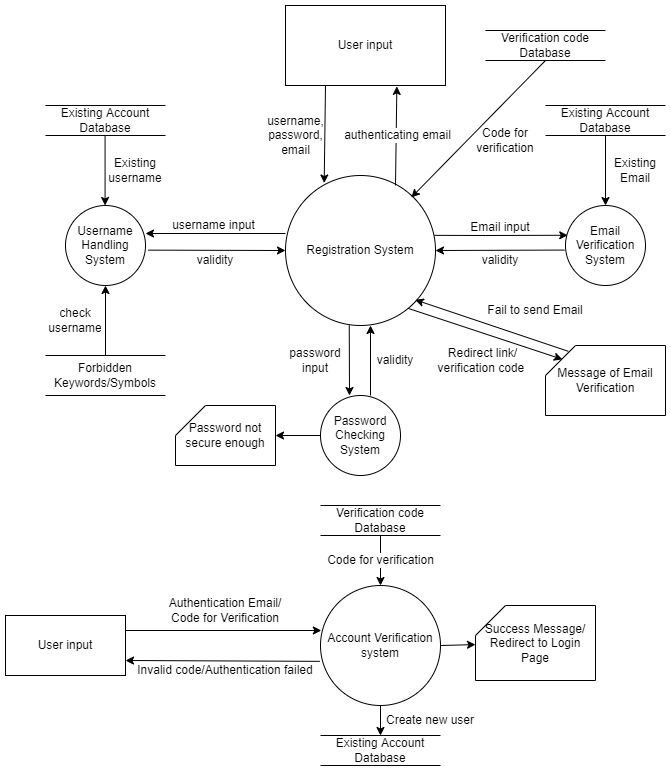 User input
Verification code
Database
username,
password,
email
authenticating email
Code for
verification
Existing Account
Database
Existing
username
Existing Account
Database
Existing
Email
Username
Handling
System
username input
validity
Registration System
Email input
validity
Email
Verification
System
check
username
Forbidden
Keywords/Symbols
password
input
validity
Fail to send Email
Redirect link/
verification code
Message of Email
Verification
Password not
secure enough
Password
Checking
System
Verification code
Database
Code for verification
User input
Authentication Email/
Code for Verification
Invalid code/Authentication failed
Account Verification
system
Success Message/
Redirect to Login
Page
Create new user
Existing Account
Database